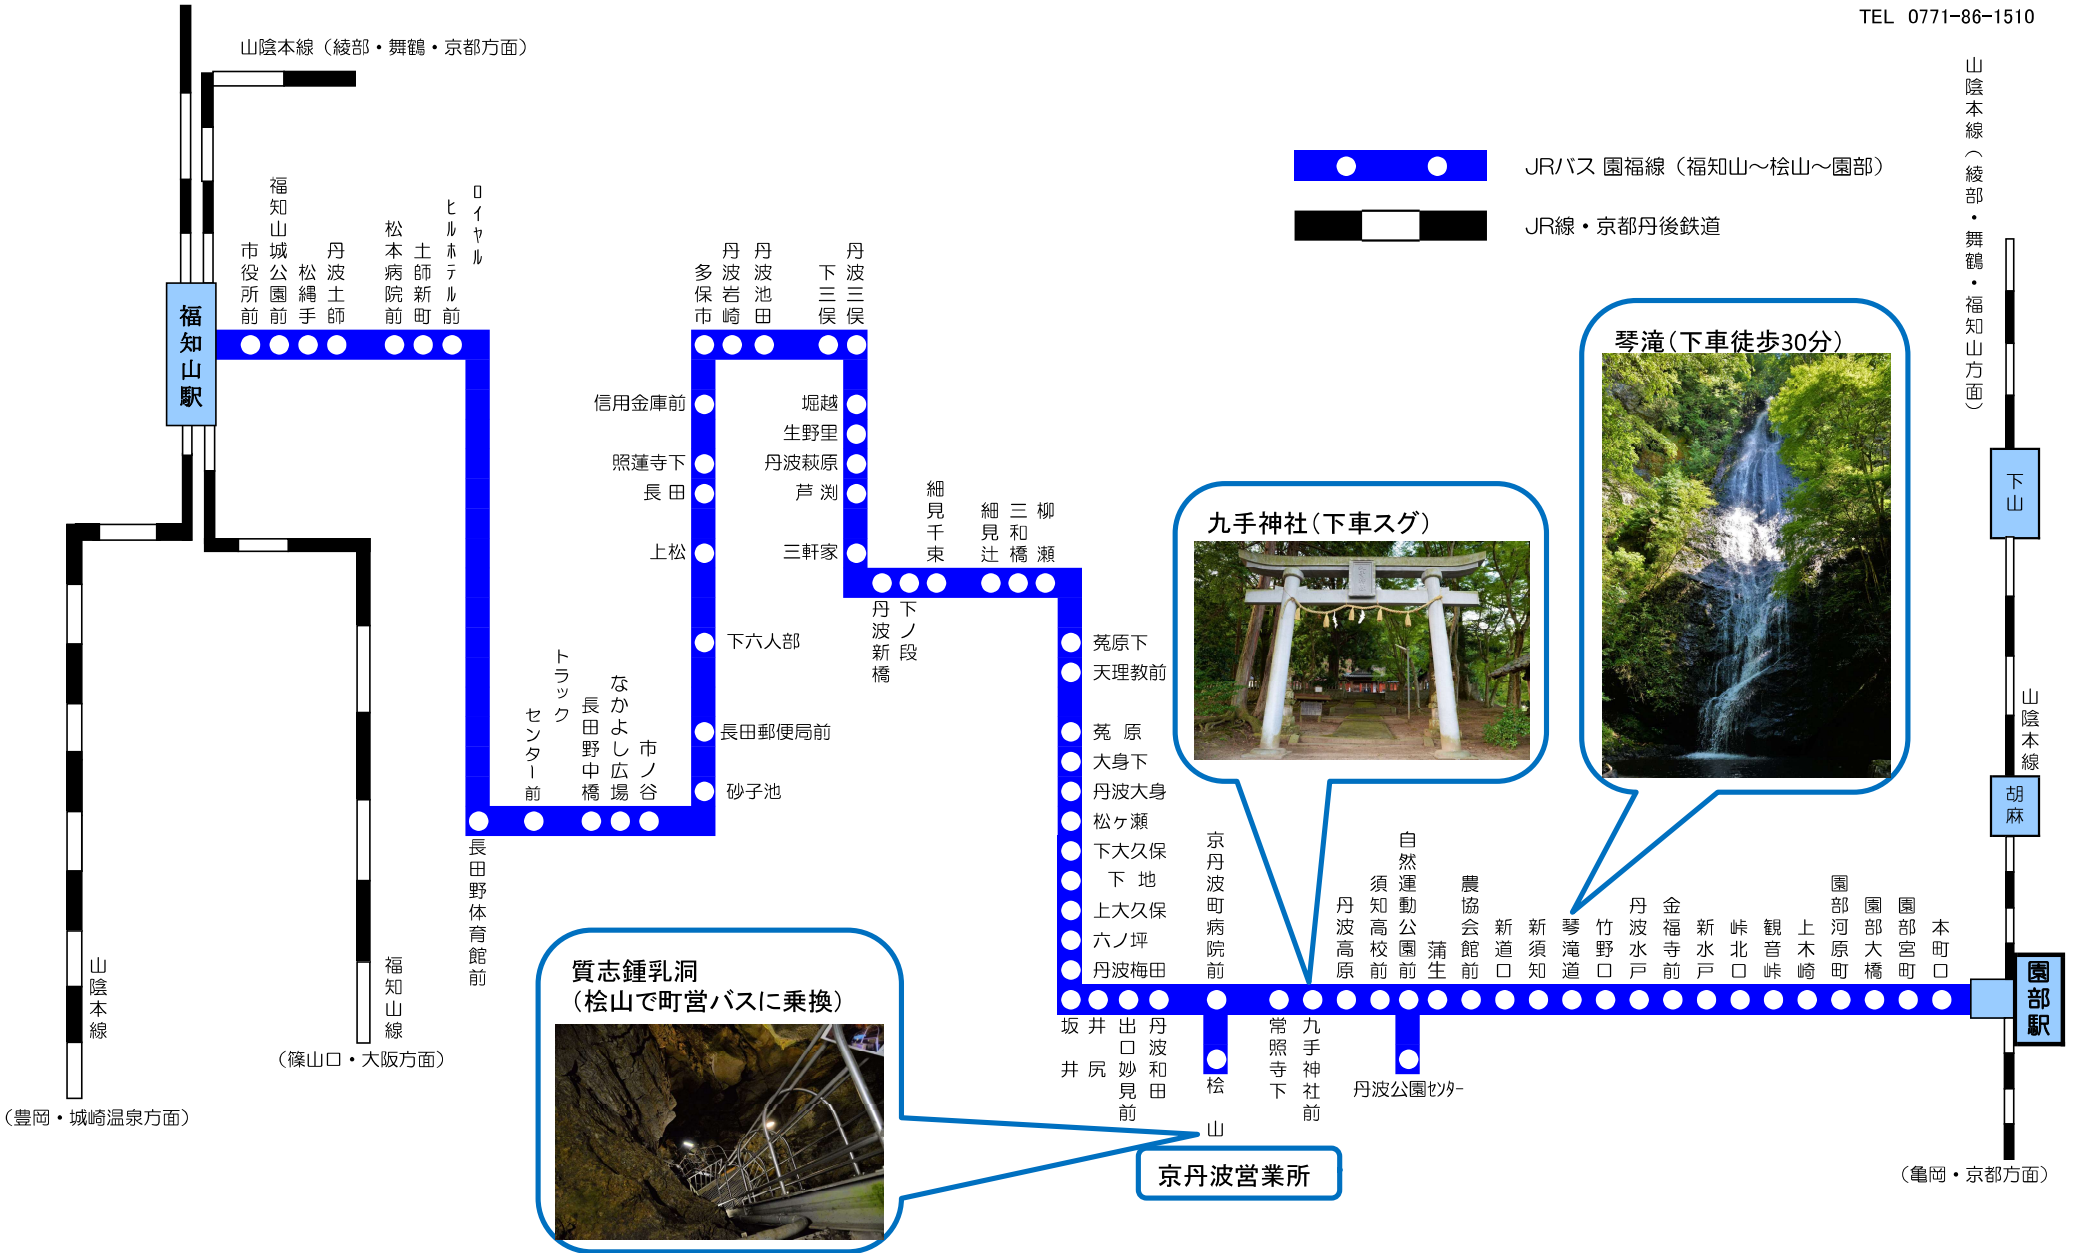 TEL 0771-86-1510
山陰本線（綾部・舞鶴・京都方面）
山陰本線（綾部・舞鶴・福知山方面）
JRバス 園福線（福知山～桧山～園部）
JR線・京都丹後鉄道
福知山駅
市役所前
福知山城公園前
松縄手
丹波土師
松本病院前
土師新町
ロイヤル
ヒルホテル前
長田野体育館前
トラック
センター前
長田野中橋
なかよし広場
市ノ谷
砂子池
長田郵便局前
下六人部
上松
長田
照蓮寺下
信用金庫前
多保市
丹波岩崎
丹波池田
下三俣
丹波三俣
堀越
生野里
丹波萩原
芦渕
三軒家
丹波新橋
下ノ段
細見千束
細見辻
三和橋
柳瀬
菟原下
天理教前
菟原
大身下
丹波大身
松ヶ瀬
下大久保
下地
上大久保
六ノ坪
丹波梅田
坂井
井尻
出口妙見前
丹波和田
京丹波町病院前
桧山
京丹波営業所
常照寺下
九手神社前
丹波高原
須知高校前
自然運動公園前
丹波公園センター
蒲生
農協会館前
新道口
新須知
琴滝道
竹野口
丹波水戸
金福寺前
新水戸
峠北口
観音峠
上木崎
園部河原町
園部大橋
園部宮町
本町口
園部駅
下山
山陰本線
胡麻
（亀岡・京都方面）
琴滝（下車徒歩30分）
九手神社（下車スグ）
質志鍾乳洞
（桧山で町営バスに乗換）
山陰本線
（豊岡・城崎温泉方面）
福知山線
（篠山口・大阪方面）